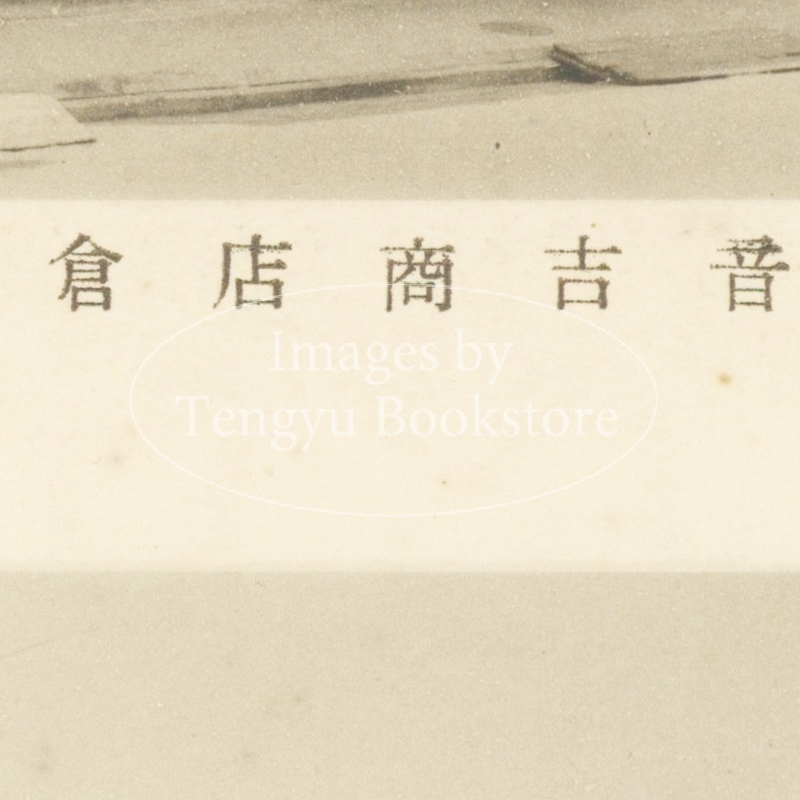 音吉商店倉
Images by
Tengyu Bookstore